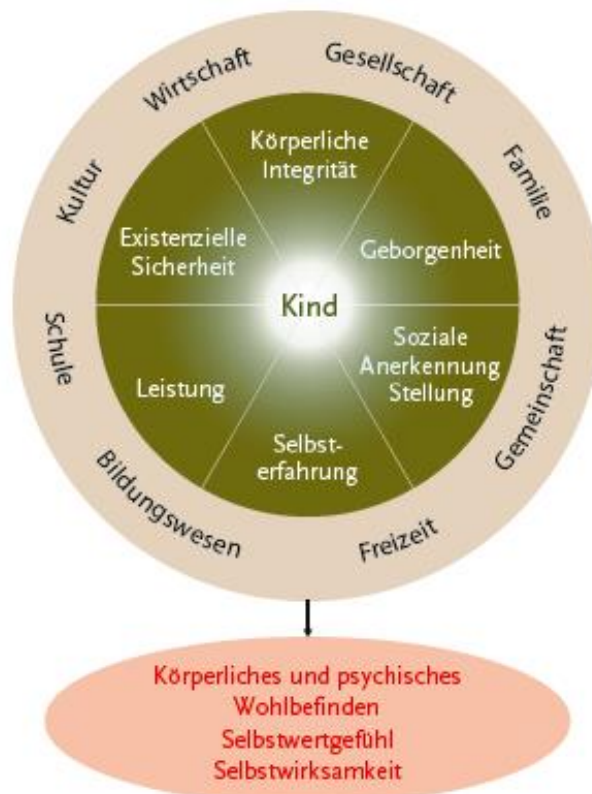 Wirtschaft
Gesellschaft
Familie
Gemeinschaft
Freizeit
Bildungswesen
Schule
Kultur
Körperliche
Integrität
Geborgenheit
Soziale
Anerkennung
Stellung
Selbst-
erfahrung
Leistung
Existenzielle
Sicherheit
Kind
Körperliches und psychisches
Wohlbefinden
Selbstwertgefühl
Selbstwirksamkeit